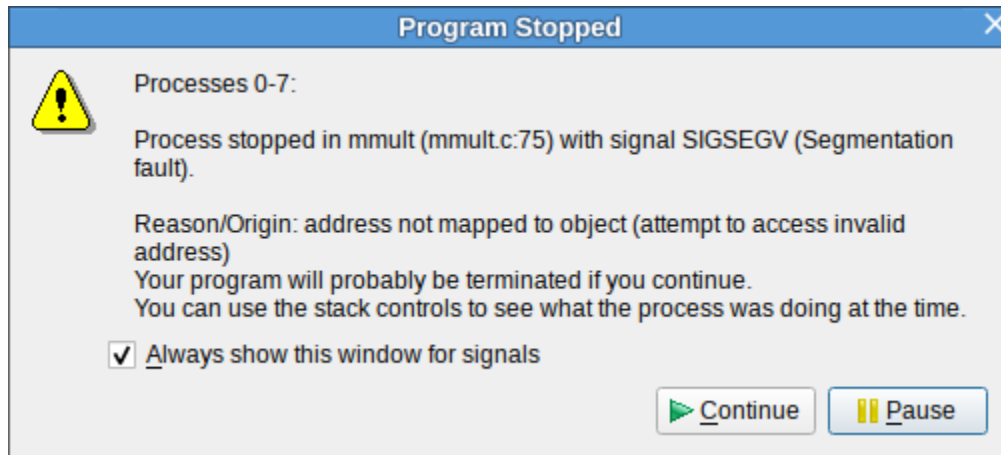 Program Stopped
Processes 0-7:
Process stopped in mmult (mmult.c:75) with signal SIGSEGV (Segmentation
fault).
Reason/Origin: address not mapped to object (attempt to access invalid
address)
Your program will probably be terminated if you continue.
You can use the stack controls to see what the process was doing at the time.
Always show this window for signals
Continue
Pause